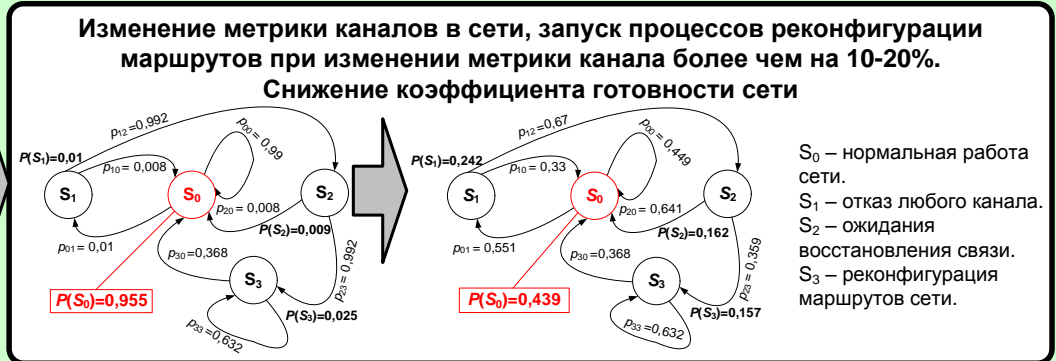 Изменение метрики каналов в сети, запуск процессов реконфигурации
маршрутов при изменении метрики канала более чем на 10-20%.
Снижение коэффициента готовности сети
p12=0,992
p00=0,99
P(S1)=0,01
p10 = 0,008
S1
S0
S2
p20 =0,008
P(S2)=0,009
p01 = 0,01
p30 =0,368
p23 =0,992
S3
P(S0)=0,955
P(S3)=0,025
p33=0,632
p12=0,67
p00=0,449
P(S1)=0,242
p10 = 0,33
S1
S0
S2
p20 =0,641
P(S2)=0,162
p01 = 0,551
p30 =0,368
p23 =0,359
S3
P(S0)=0,439
P(S3)=0,157
p33=0,632
S0 – нормальная работа
сети.
S1 – отказ любого канала.
S2 – ожидания
восстановления связи.
S3 – реконфигурация
маршрутов сети.